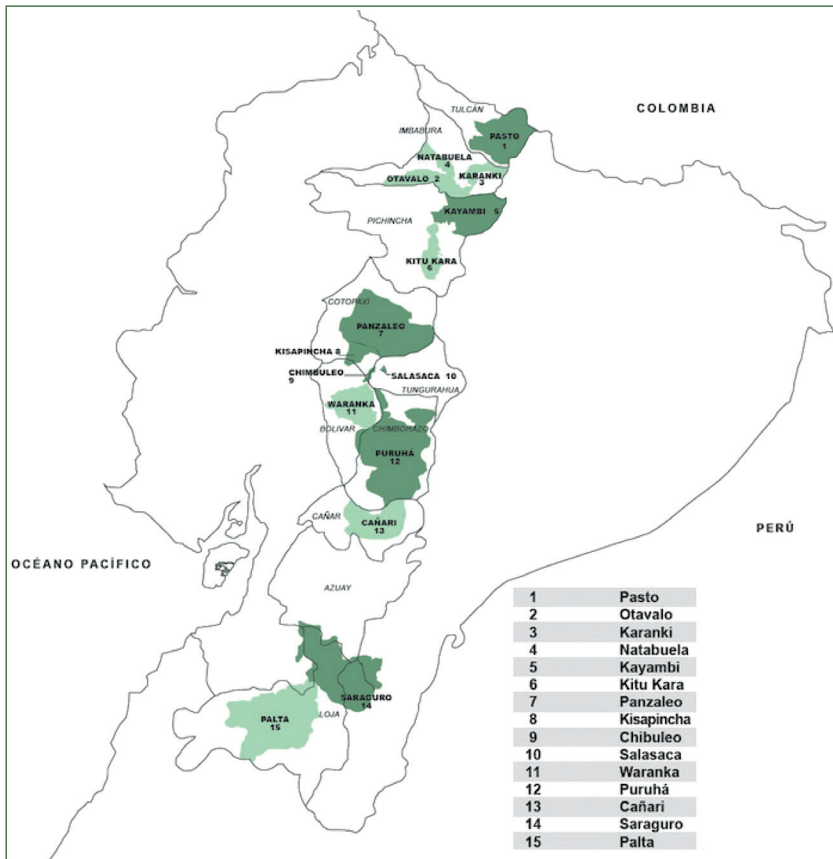 COLOMBIA
TULCÁN
PASTO
1
IMBABURA
NATABUELA
4
OTAVALO 2
KARANKI
3
KAYAMBI 5
PICHINCHA
KITU KARA
6
COTOPAXI
PANZALEO
7
KISAPINCHA 8
CHIMBULEO
9
SALASACA 10
TUNGURAHUA
WARANKA
11
BOLIVAR
CHIMBORAZO
PURUHÁ
12
CAÑAR
CAÑARI
13
PERÚ
OCÉANO PACÍFICO
AZUAY
SARAGURO
14
PALTA
15
LOJA
1 Pasto
2 Otavalo
3 Karanki
4 Natabuela
5 Kayambi
6 Kitu Kara
7 Panzaleo
8 Kisapincha
9 Chibuleo
10 Salasaca
11 Waranka
12 Puruhá
13 Cañari
14 Saraguro
15 Palta